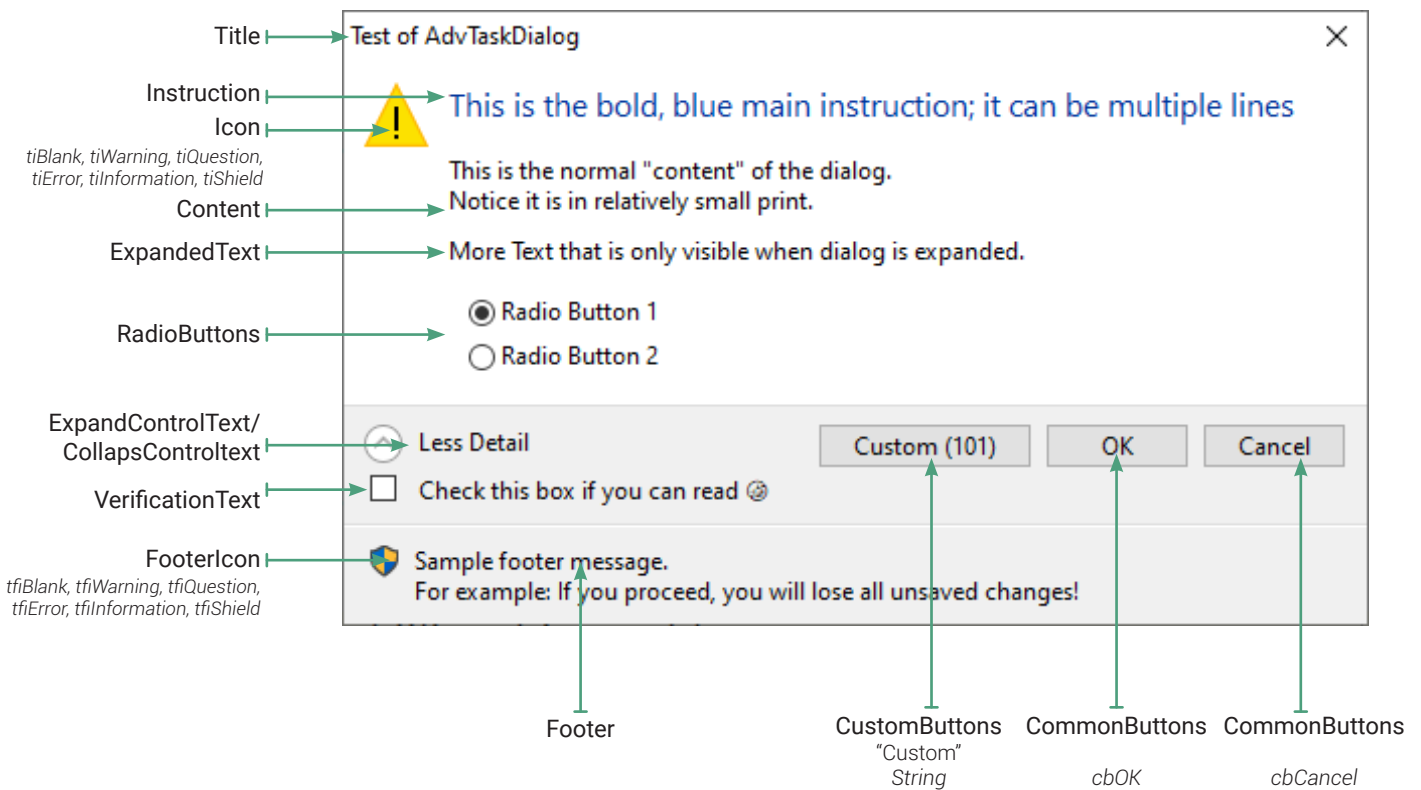 Title
Test of AdvTaskDialog
Instruction
This is the bold, blue main instruction; it can be multiple lines
Icon
tiBlank, tiWarning, tiQuestion,
tiError, tiInformation, tiShield
This is the normal "content" of the dialog.
Content
Notice it is in relatively small print.
ExpandedText
More Text that is only visible when dialog is expanded.
Radio Button 1
RadioButtons
Radio Button 2
ExpandControlText/
CollapsControltext
Less Detail
Custom (101)
OK
Cancel
VerificationText
Check this box if you can read
FooterIcon
tfiBlank, tfiWarning, tfiQuestion,
tfiError, tfiInformation, tfiShield
Sample footer message.
For example: If you proceed, you will lose all unsaved changes!
Footer
CustomButtons
“Custom”
String
CommonButtons
cbOK
CommonButtons
cbCancel